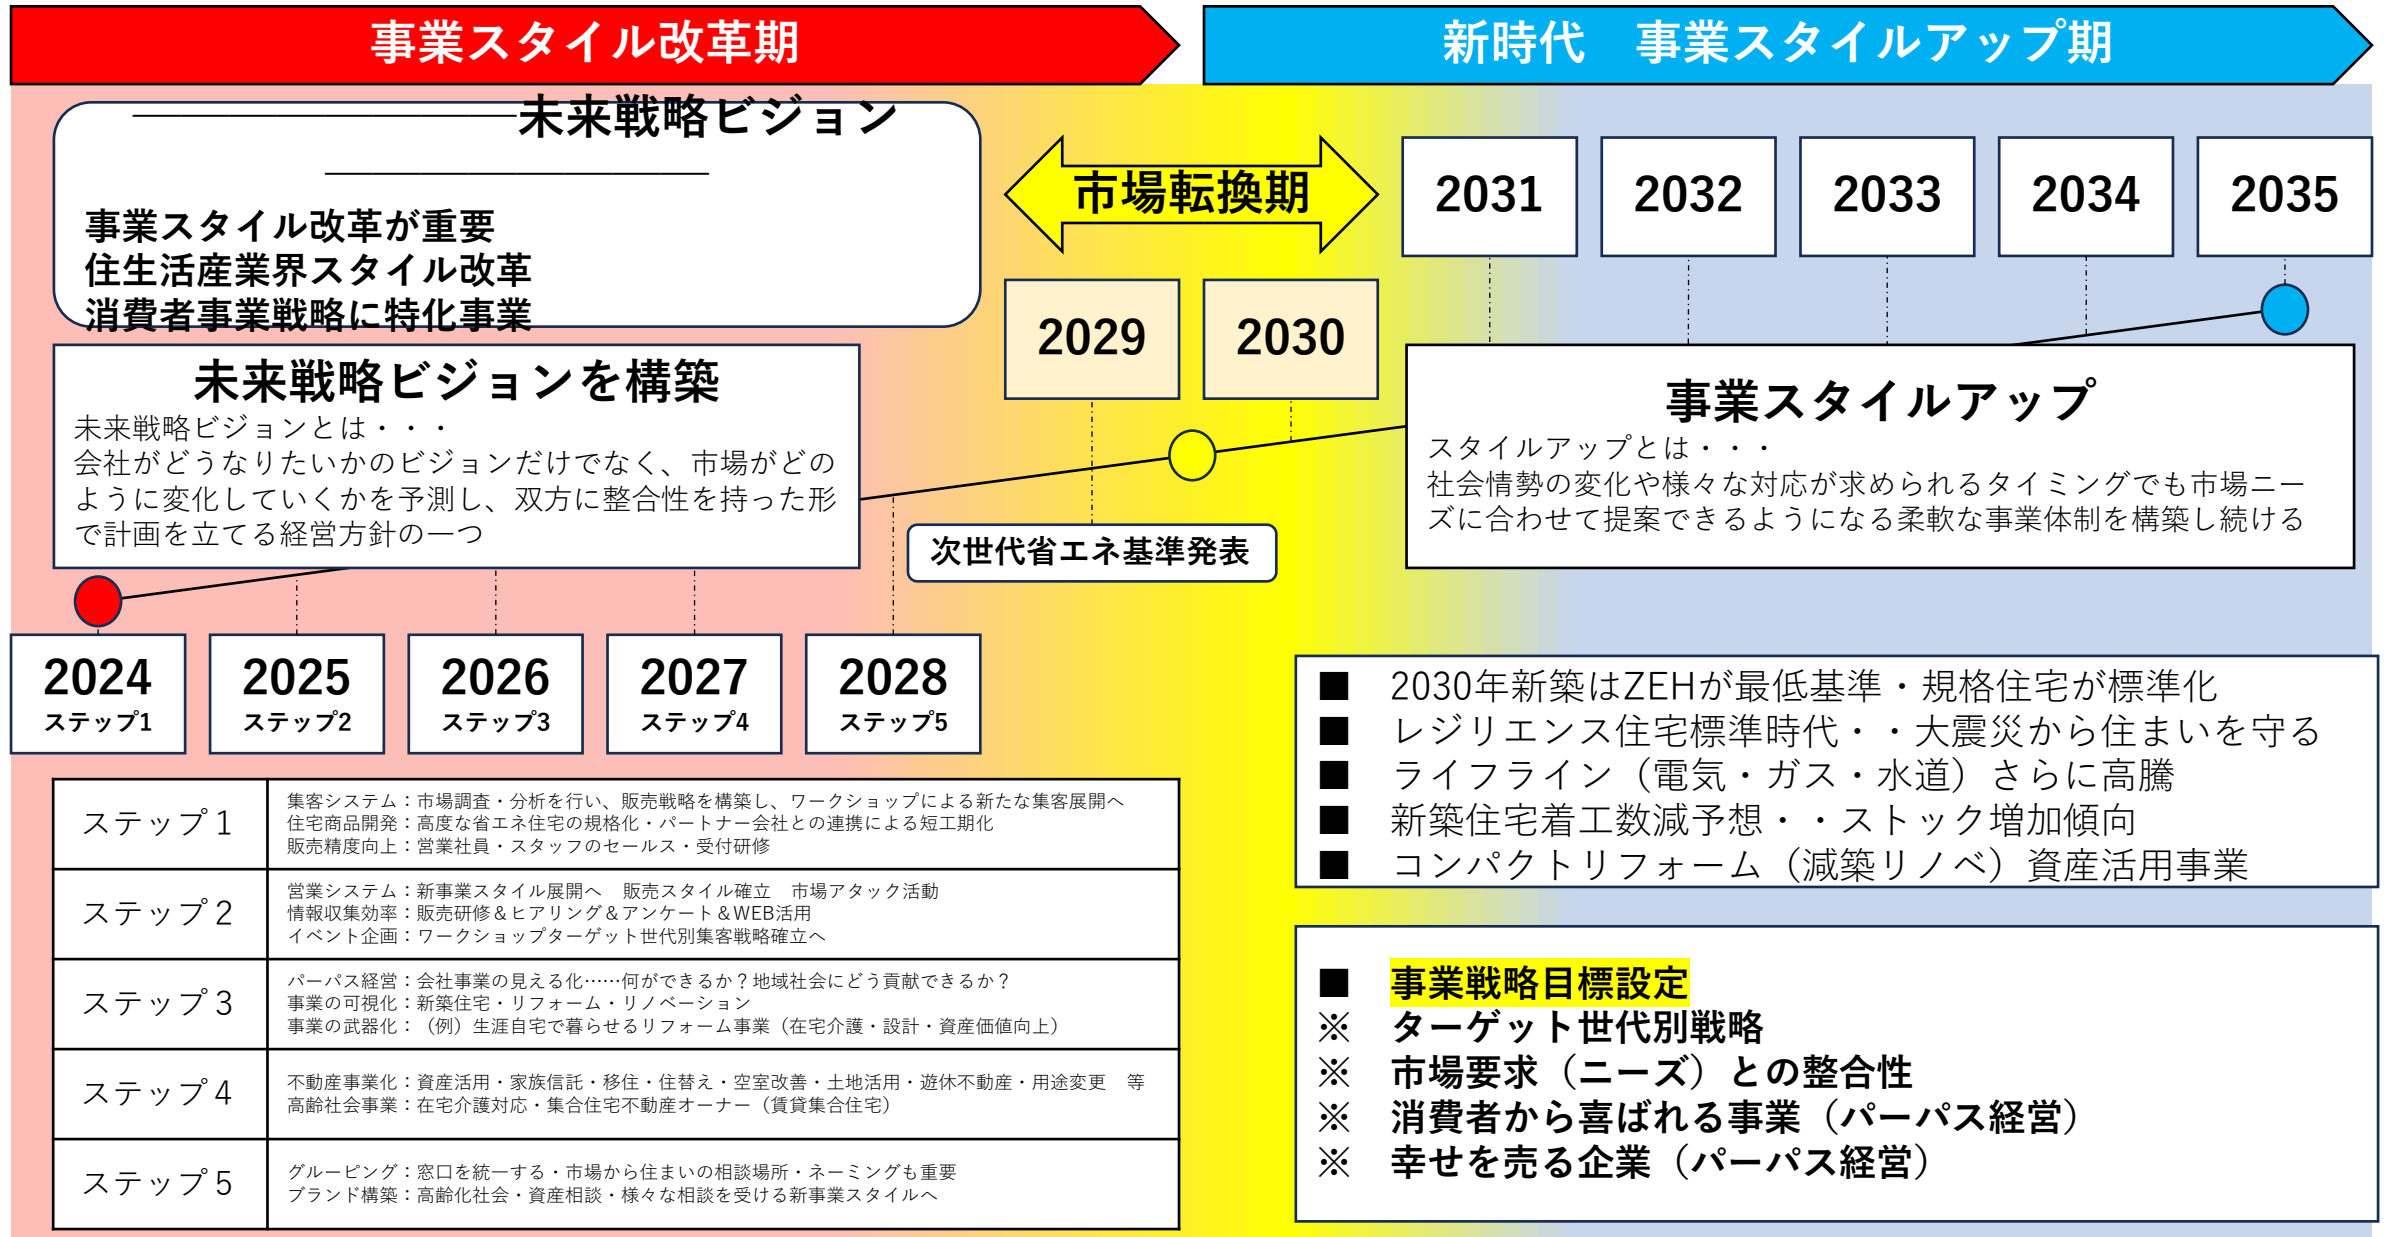 事業スタイル改革期
新時代　事業スタイルアップ期
────────未来戦略ビジョン
────────
事業スタイル改革が重要
住生活産業界スタイル改革
消費者事業戦略に特化事業
市場転換期
2031
2032
2033
2034
2035
2029
2030
未来戦略ビジョンを構築
未来戦略ビジョンとは・・・
会社がどうなりたいかのビジョンだけでなく、市場がどの
ように変化していくかを予測し、双方に整合性を持った形
で計画を立てる経営方針の一つ
事業スタイルアップ
スタイルアップとは・・・
社会情勢の変化や様々な対応が求められるタイミングでも市場ニー
ズに合わせて提案できるようになる柔軟な事業体制を構築し続ける
次世代省エネ基準発表
2024
ステップ1
2025
ステップ2
2026
ステップ3
2027
ステップ4
2028
ステップ5
ステップ１
集客システム：市場調査・分析を行い、販売戦略を構築し、ワークショップによる新たな集客展開へ
住宅商品開発：高度な省エネ住宅の規格化・パートナー会社との連携による短工期化
販売精度向上：営業社員・スタッフのセールス・受付研修
ステップ２
営業システム：新事業スタイル展開へ　販売スタイル確立　市場アタック活動
情報収集効率：販売研修＆ヒアリング＆アンケート＆WEB活用
イベント企画：ワークショップターゲット世代別集客戦略確立へ
ステップ３
パーパス経営：会社事業の見える化……何ができるか？地域社会にどう貢献できるか？
事業の可視化：新築住宅・リフォーム・リノベーション
事業の武器化：（例）生涯自宅で暮らせるリフォーム事業（在宅介護・設計・資産価値向上）
ステップ４
不動産事業化：資産活用・家族信託・移住・住替え・空室改善・土地活用・遊休不動産・用途変更　等
高齢社会事業：在宅介護対応・集合住宅不動産オーナー（賃貸集合住宅）
ステップ５
グルーピング：窓口を統一する・市場から住まいの相談場所・ネーミングも重要
ブランド構築：高齢化社会・資産相談・様々な相談を受ける新事業スタイルへ
■　2030年新築はZEHが最低基準・規格住宅が標準化
■　レジリエンス住宅標準時代・・大震災から住まいを守る
■　ライフライン（電気・ガス・水道）さらに高騰
■　新築住宅着工数減予想・・ストック増加傾向
■　コンパクトリフォーム（減築リノベ）資産活用事業
■　事業戦略目標設定
※　ターゲット世代別戦略
※　市場要求（ニーズ）との整合性
※　消費者から喜ばれる事業（パーパス経営）
※　幸せを売る企業（パーパス経営）